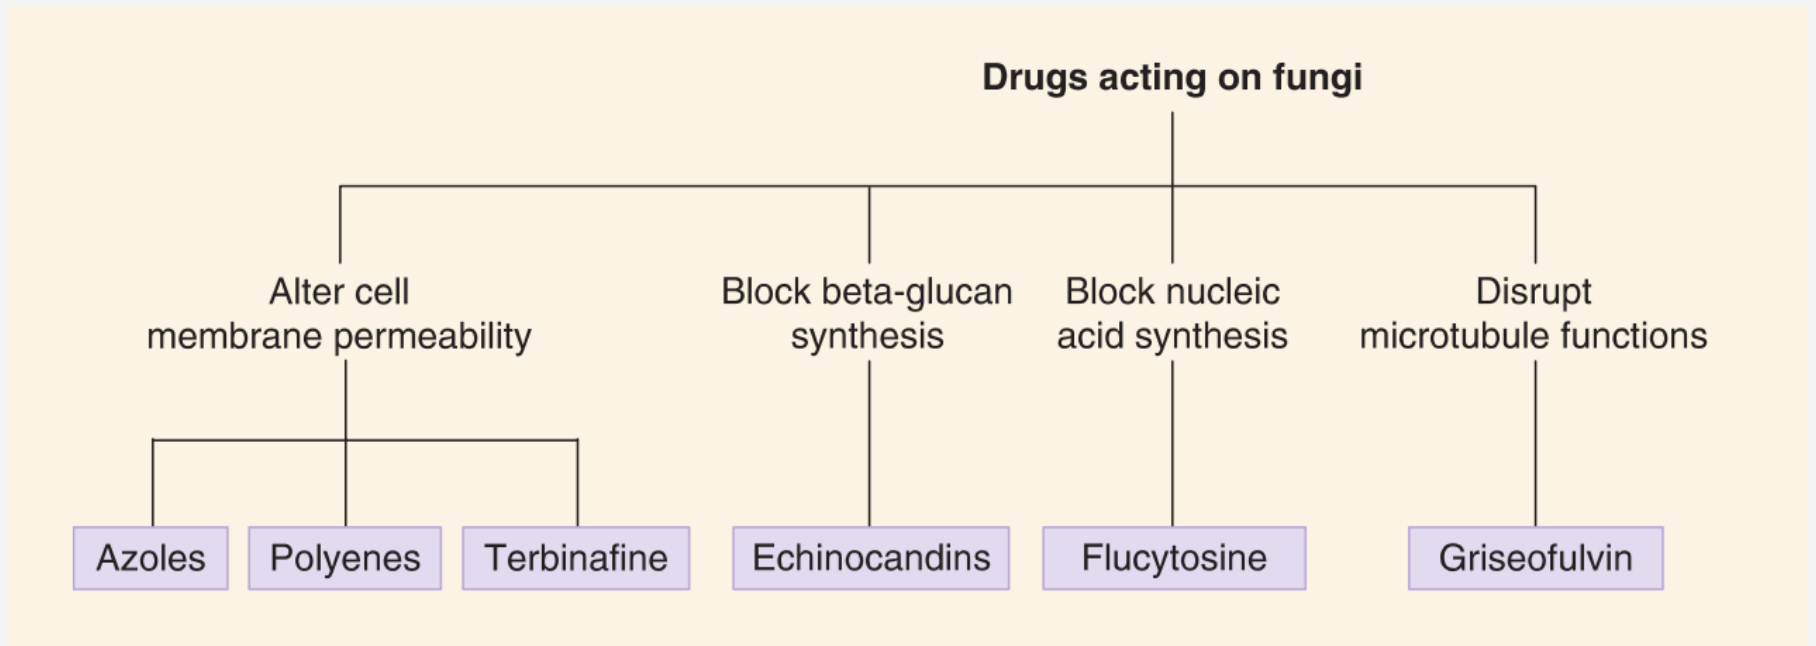 Drugs acting on fungi
Alter cell
membrane permeability
Block beta-glucan
synthesis
Block nucleic
acid synthesis
Disrupt
microtubule functions
Azoles
Polyenes
Terbinafine
Echinocandins
Flucytosine
Griseofulvin